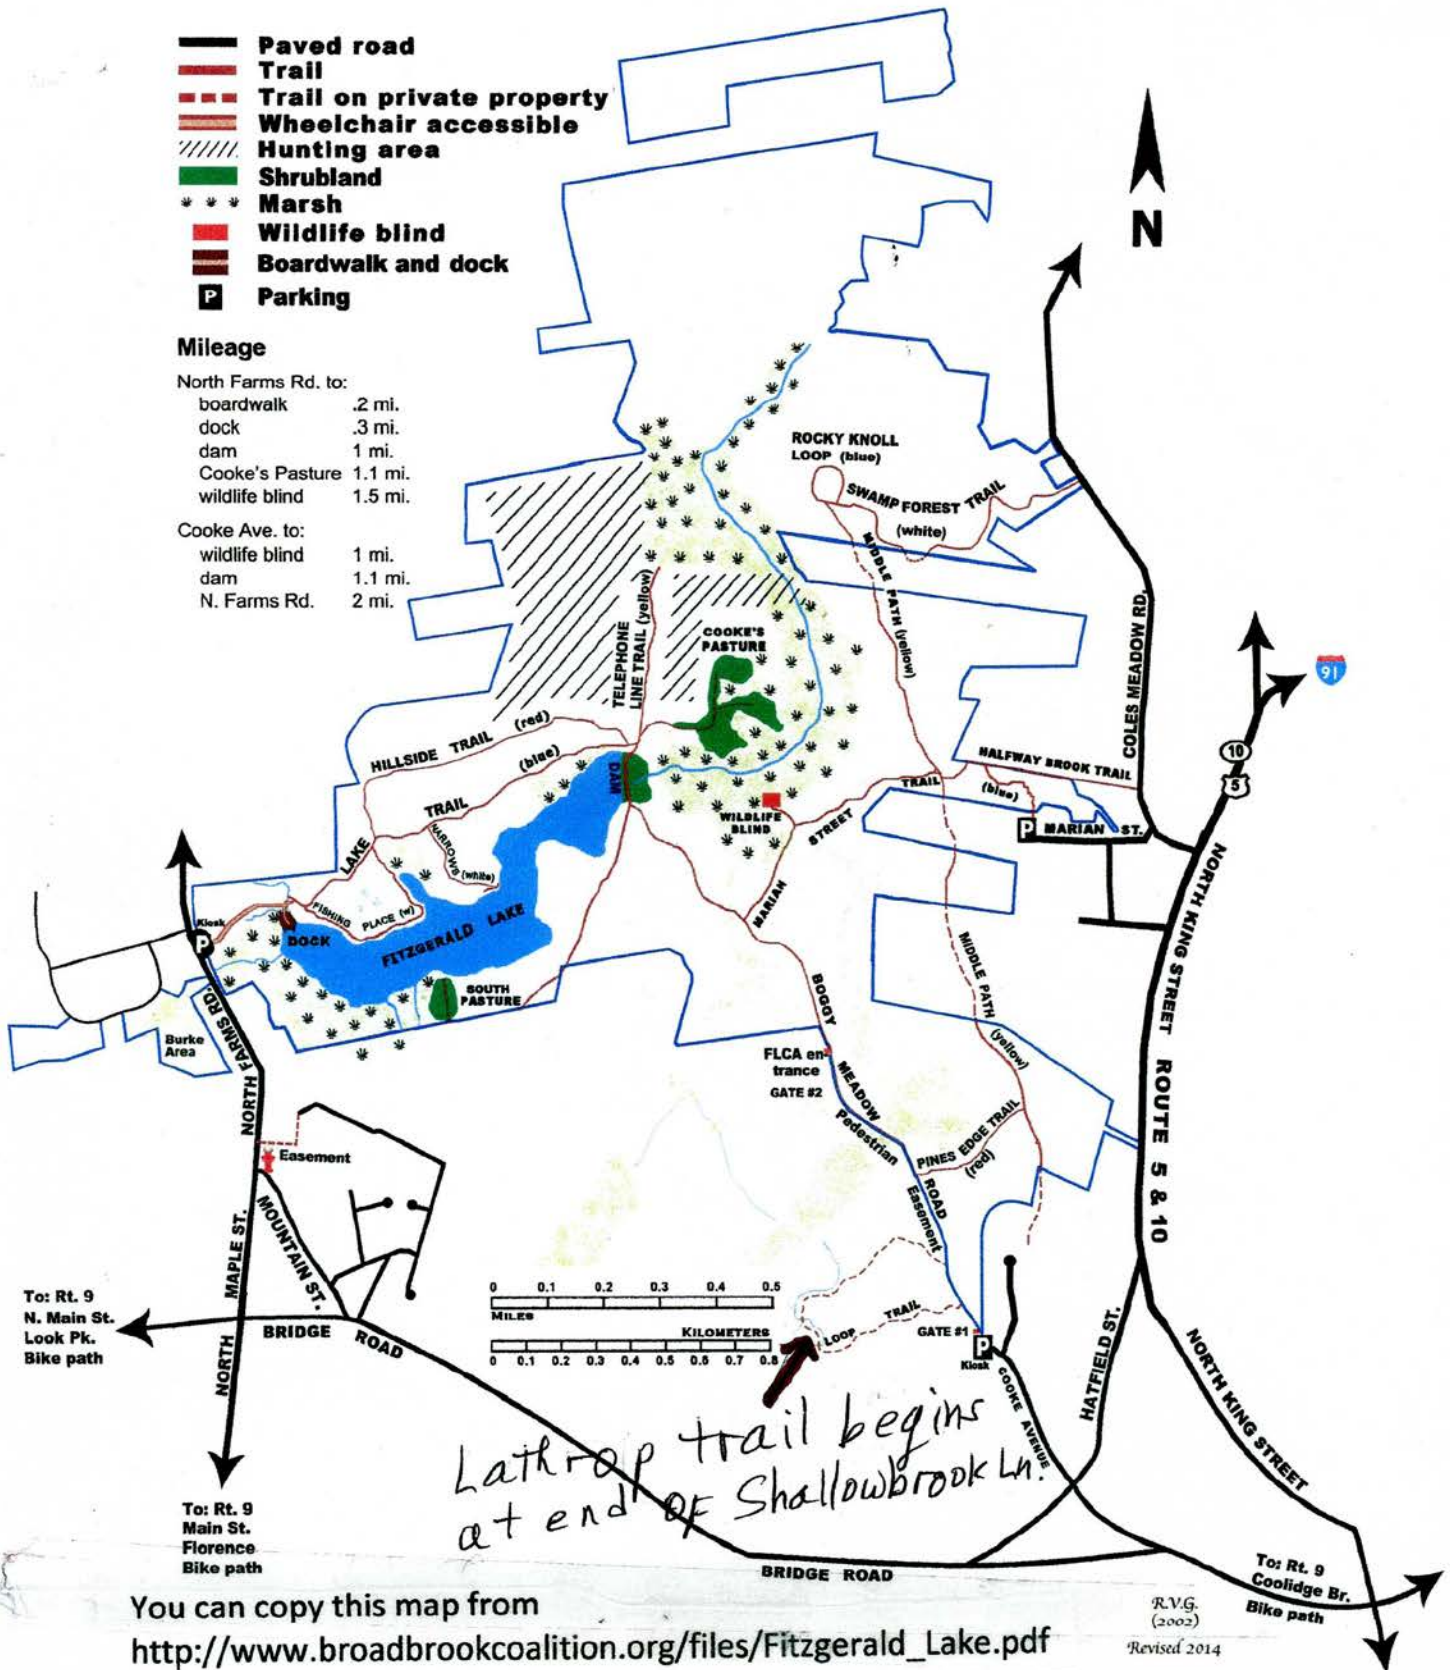 Paved road
Trail
Trail on private property
Wheelchair accessible
Hunting area
Shrubland
Marsh
Wildlife blind
Boardwalk and dock
P Parking
N
Mileage
North Farms Rd. to:
boardwalk .2 mi.
dock .3 mi.
dam 1 mi.
Cooke's Pasture 1.1 mi.
wildlife blind 1.5 mi.
Cooke Ave. to:
wildlife blind 1 mi.
dam 1.1 mi.
N. Farms Rd. 2 mi.
ROCKY KNOLL
LOOP (blue)
SWAMP FOREST TRAIL
(white)
MIDDLE PATH (yellow)
TELEPHONE
LINE TRAIL (yellow)
COOKE'S
PASTURE
COLES MEADOW RD.
91
10
5
HILLSIDE TRAIL (red)
LAKE TRAIL (blue)
DAM
HALFWAY BROOK TRAIL
(blue)
WILDLIFE
BLIND
MARIAN STREET TRAIL
P MARIAN ST.
NARROWS (white)
FISHING PLACE (w)
Kiosk
P
DOCK
FITZGERALD LAKE
SOUTH
PASTURE
Burke
Area
NORTH FARMS RD.
NORTH KING STREET ROUTE 5 & 10
MIDDLE PATH (yellow)
BOGGY MEADOW ROAD
FLCA en-
trance
GATE #2
Pedestrian Easement
PINES EDGE TRAIL
(red)
Easement
MOUNTAIN ST.
NORTH MAPLE ST.
To: Rt. 9
N. Main St.
Look Pk.
Bike path
BRIDGE ROAD
0 0.1 0.2 0.3 0.4 0.5
MILES
KILOMETERS
0 0.1 0.2 0.3 0.4 0.5 0.6 0.7 0.8
LOOP TRAIL
GATE #1
P
Kiosk
COOKE AVENUE
HATFIELD ST.
NORTH KING STREET
Lathrop trail begins
at end of Shallowbrook Ln.
To: Rt. 9
Main St.
Florence
Bike path
BRIDGE ROAD
To: Rt. 9
Coolidge Br.
Bike path
You can copy this map from
http://www.broadbrookcoalition.org/files/Fitzgerald_Lake.pdf
R.V.G.
(2002)
Revised 2014